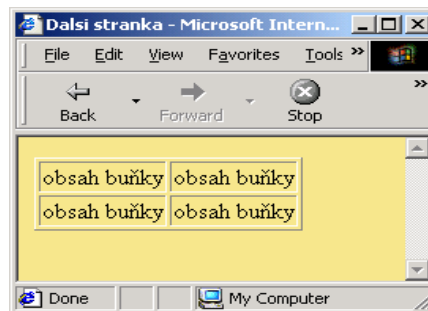 Dalsi stranka - Microsoft Intern...
File Edit View Favorites Tools »
Back Forward Stop »
obsah buňky obsah buňky
obsah buňky obsah buňky
Done My Computer